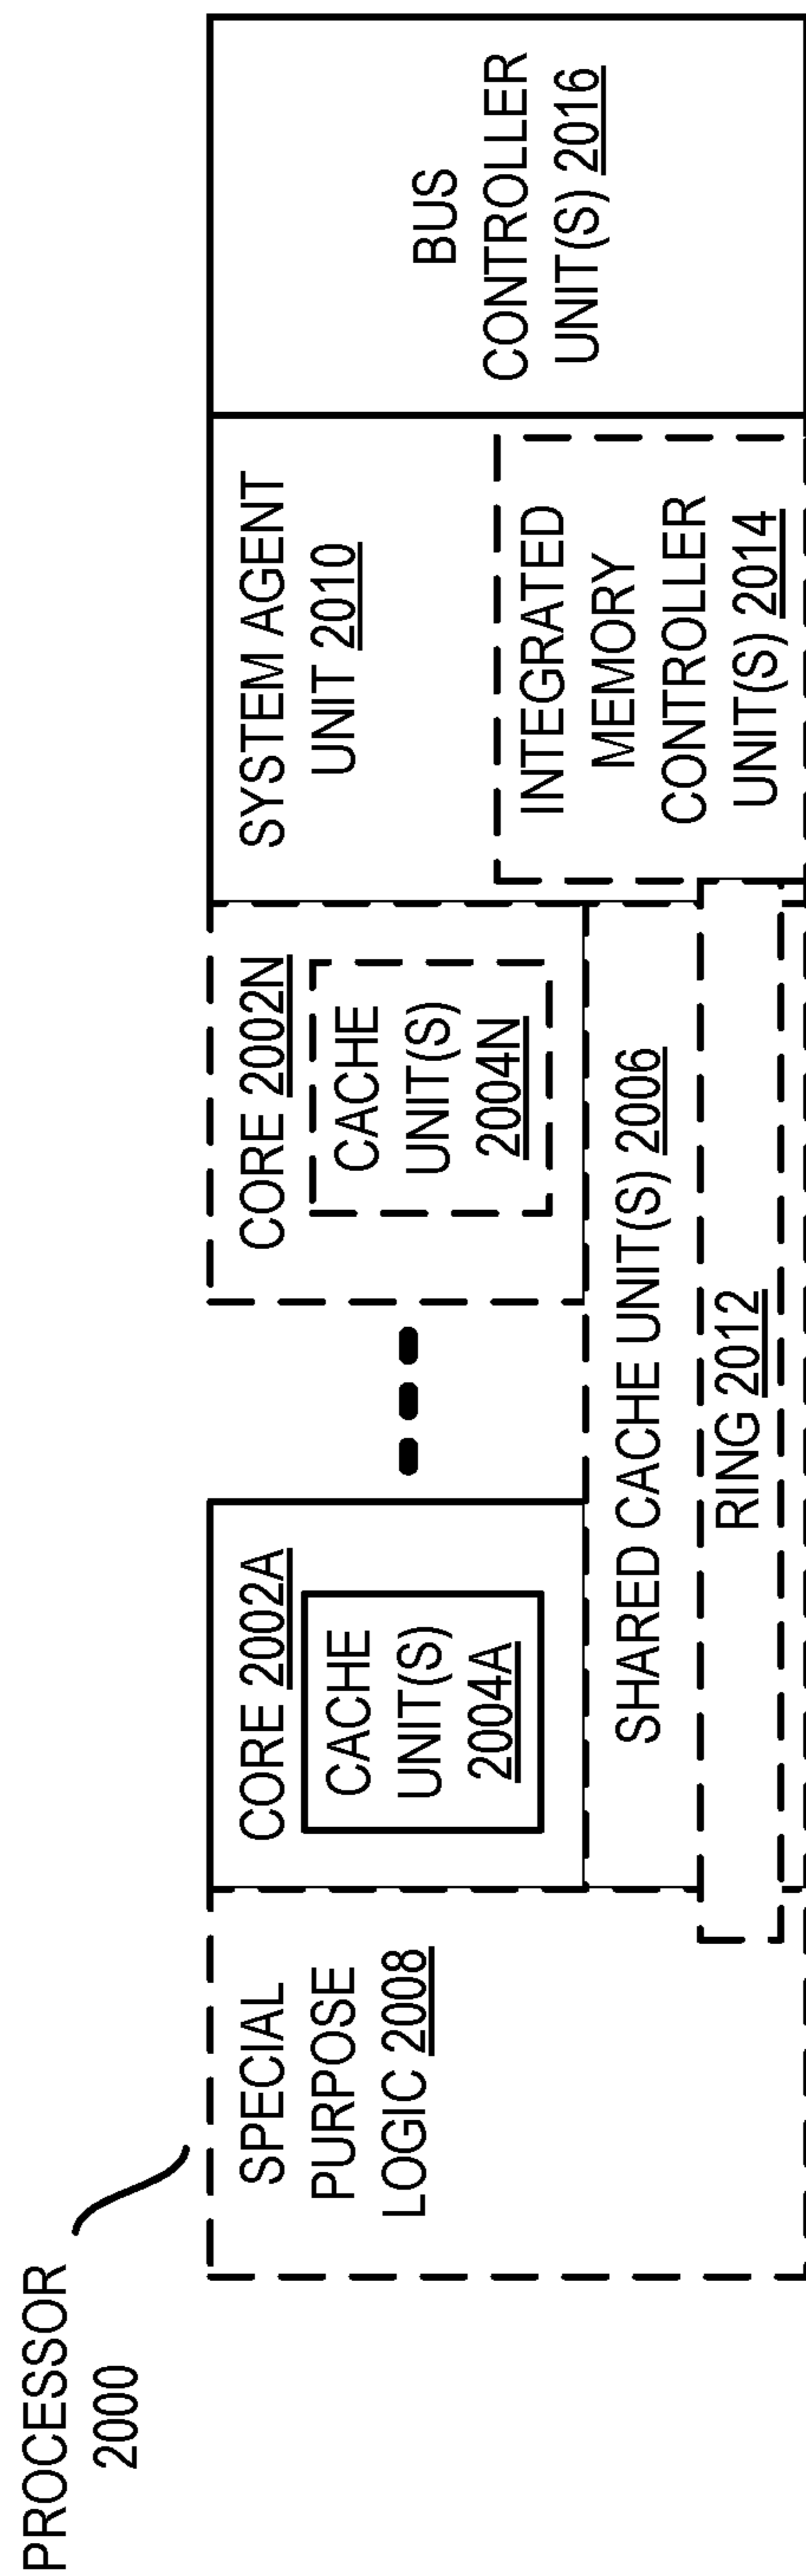 PROCESSOR
2000
SPECIAL
PURPOSE
LOGIC 2008
CORE 2002A
CACHE
UNIT(S)
2004A
CORE 2002N
CACHE
UNIT(S)
2004N
SHARED CACHE UNIT(S) 2006
RING 2012
SYSTEM AGENT
UNIT 2010
INTEGRATED
MEMORY
CONTROLLER
UNIT(S) 2014
BUS
CONTROLLER
UNIT(S) 2016